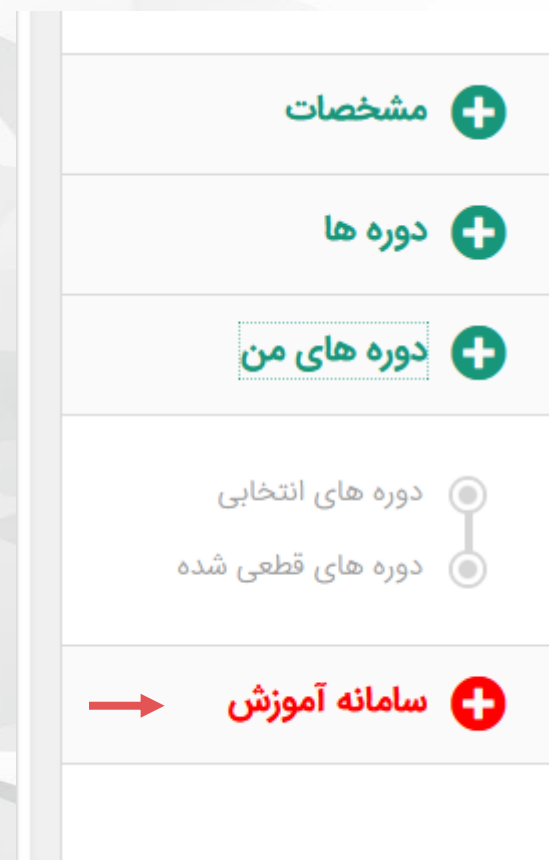 مشخصات
دوره ها
دوره های من
دوره های انتخابی
دوره های قطعی شده
سامانه آموزش